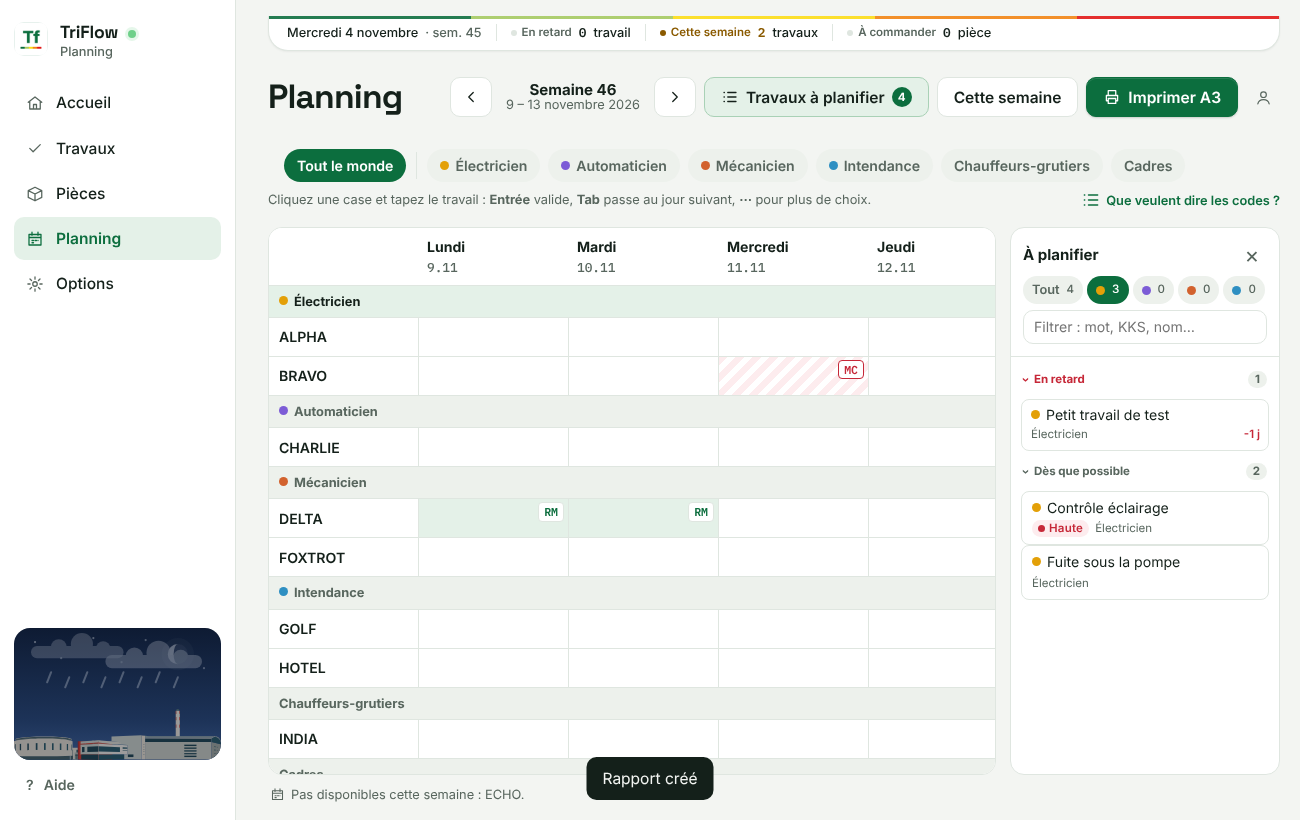 Tf
TriFlow
Planning
Accueil
Travaux
Pièces
Planning
Options
? Aide
Mercredi 4 novembre · sem. 45
En retard 0 travail
Cette semaine 2 travaux
À commander 0 pièce
Planning
Semaine 46
9 – 13 novembre 2026
Travaux à planifier 4
Cette semaine
Imprimer A3
Tout le monde
Électricien
Automaticien
Mécanicien
Intendance
Chauffeurs-grutiers
Cadres
Cliquez une case et tapez le travail : Entrée valide, Tab passe au jour suivant, ··· pour plus de choix.
Que veulent dire les codes ?
Lundi Mardi Mercredi Jeudi
9.11 10.11 11.11 12.11
Électricien
ALPHA
BRAVO MC
Automaticien
CHARLIE
Mécanicien
DELTA RM RM
FOXTROT
Intendance
GOLF
HOTEL
Chauffeurs-grutiers
INDIA
Cadres
Rapport créé
Pas disponibles cette semaine : ECHO.
À planifier
Tout 4 3 0 0 0
Filtrer : mot, KKS, nom...
En retard 1
Petit travail de test
Électricien -1 j
Dès que possible 2
Contrôle éclairage
Haute Électricien
Fuite sous la pompe
Électricien